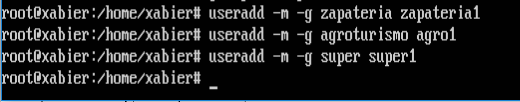 root@xabier:/home/xabier# useradd -m -g zapateria zapateria1
root@xabier:/home/xabier# useradd -m -g agroturismo agro1
root@xabier:/home/xabier# useradd -m -g super super1
root@xabier:/home/xabier# _